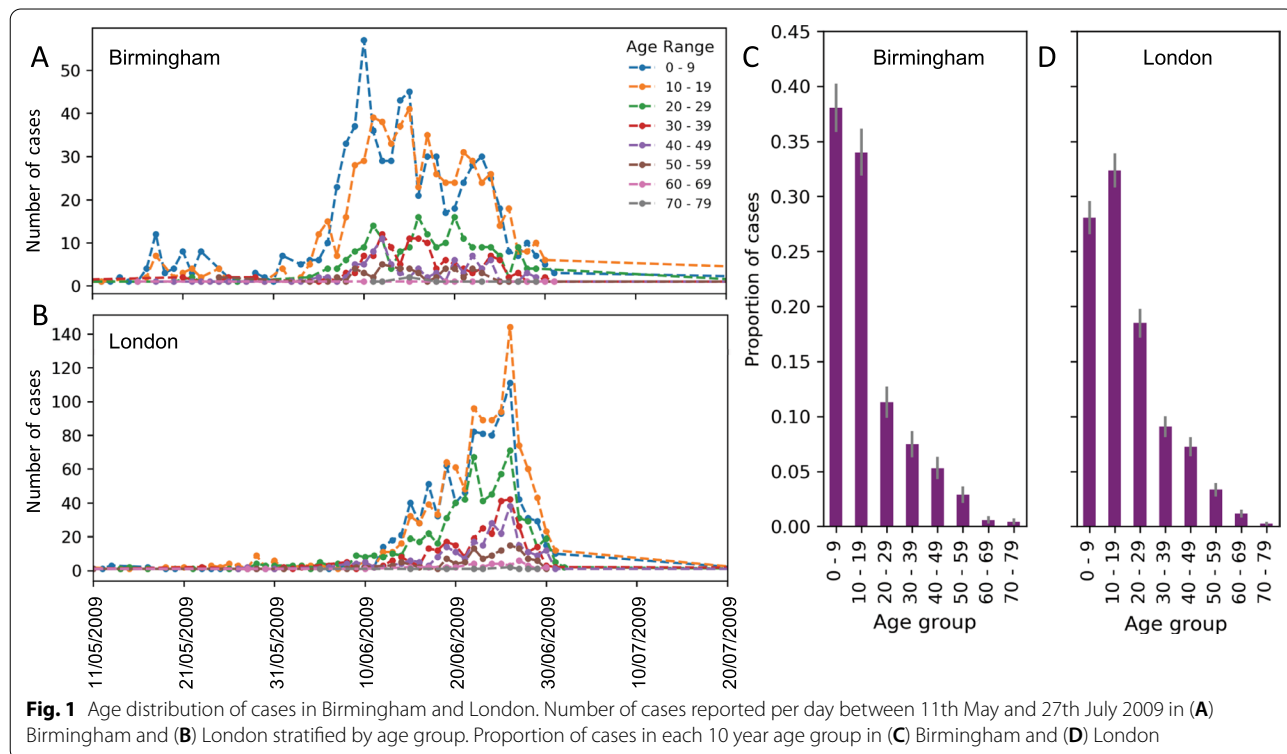 A
Birmingham
Number of cases
50
40
30
20
10
0
Age Range
0 - 9
10 - 19
20 - 29
30 - 39
40 - 49
50 - 59
60 - 69
70 - 79
B
London
Number of cases
140
120
100
80
60
40
20
0
11/05/2009
21/05/2009
31/05/2009
10/06/2009
20/06/2009
30/06/2009
10/07/2009
20/07/2009
C
Birmingham
Proportion of cases
0.45
0.40
0.35
0.30
0.25
0.20
0.15
0.10
0.05
0.00
0 - 9
10 - 19
20 - 29
30 - 39
40 - 49
50 - 59
60 - 69
70 - 79
Age group
D
London
0 - 9
10 - 19
20 - 29
30 - 39
40 - 49
50 - 59
60 - 69
70 - 79
Age group
Fig. 1 Age distribution of cases in Birmingham and London. Number of cases reported per day between 11th May and 27th July 2009 in (A)
Birmingham and (B) London stratified by age group. Proportion of cases in each 10 year age group in (C) Birmingham and (D) London